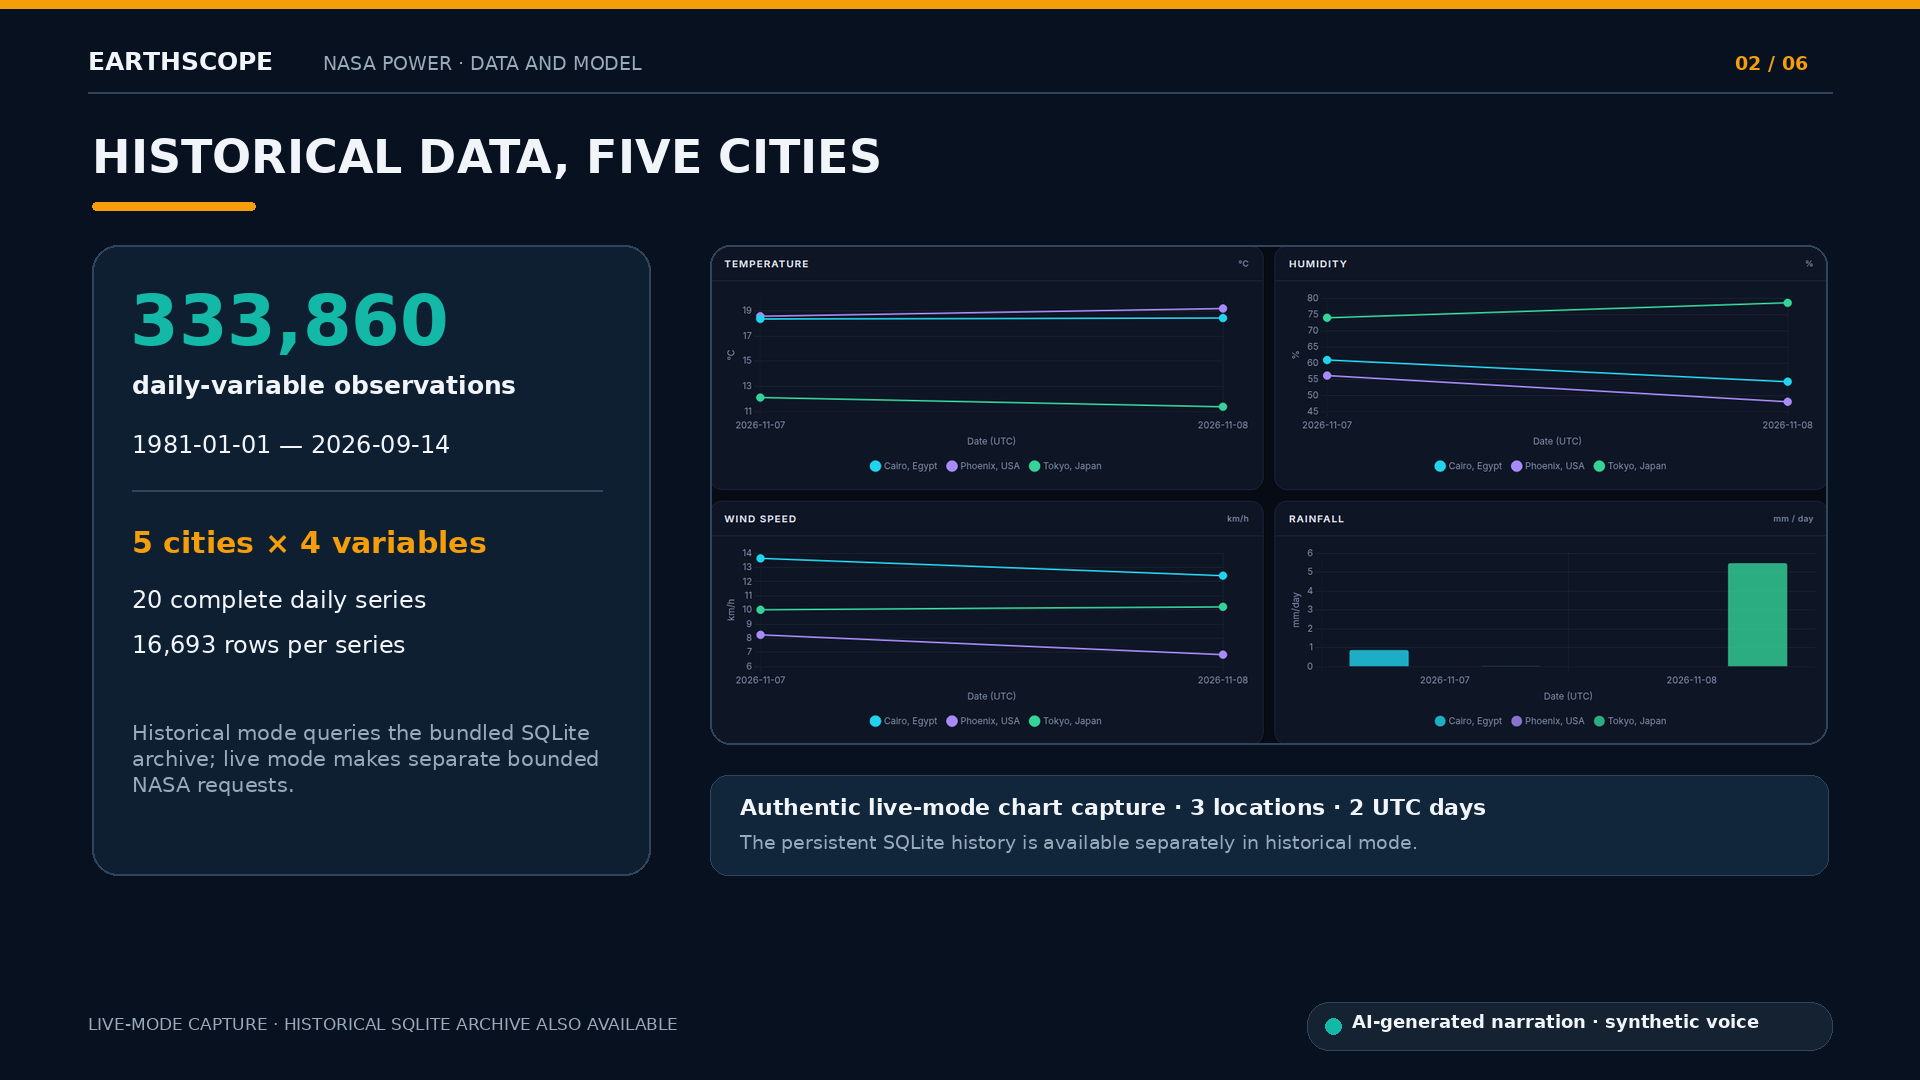 EARTHSCOPE
NASA POWER · DATA AND MODEL
02 / 06
HISTORICAL DATA, FIVE CITIES
333,860
daily-variable observations
1981-01-01 — 2026-09-14
5 cities × 4 variables
20 complete daily series
16,693 rows per series
Historical mode queries the bundled SQLite
archive; live mode makes separate bounded
NASA requests.
TEMPERATURE
°C
19
17
15
13
11
°C
2026-11-07
2026-11-08
Date (UTC)
Cairo, Egypt
Phoenix, USA
Tokyo, Japan
HUMIDITY
%
80
75
70
65
60
55
50
45
%
2026-11-07
2026-11-08
Date (UTC)
Cairo, Egypt
Phoenix, USA
Tokyo, Japan
WIND SPEED
km/h
14
13
12
11
10
9
8
7
6
km/h
2026-11-07
2026-11-08
Date (UTC)
Cairo, Egypt
Phoenix, USA
Tokyo, Japan
RAINFALL
mm / day
6
5
4
3
2
1
0
mm/day
2026-11-07
2026-11-08
Date (UTC)
Cairo, Egypt
Phoenix, USA
Tokyo, Japan
Authentic live-mode chart capture · 3 locations · 2 UTC days
The persistent SQLite history is available separately in historical mode.
LIVE-MODE CAPTURE · HISTORICAL SQLITE ARCHIVE ALSO AVAILABLE
AI-generated narration · synthetic voice